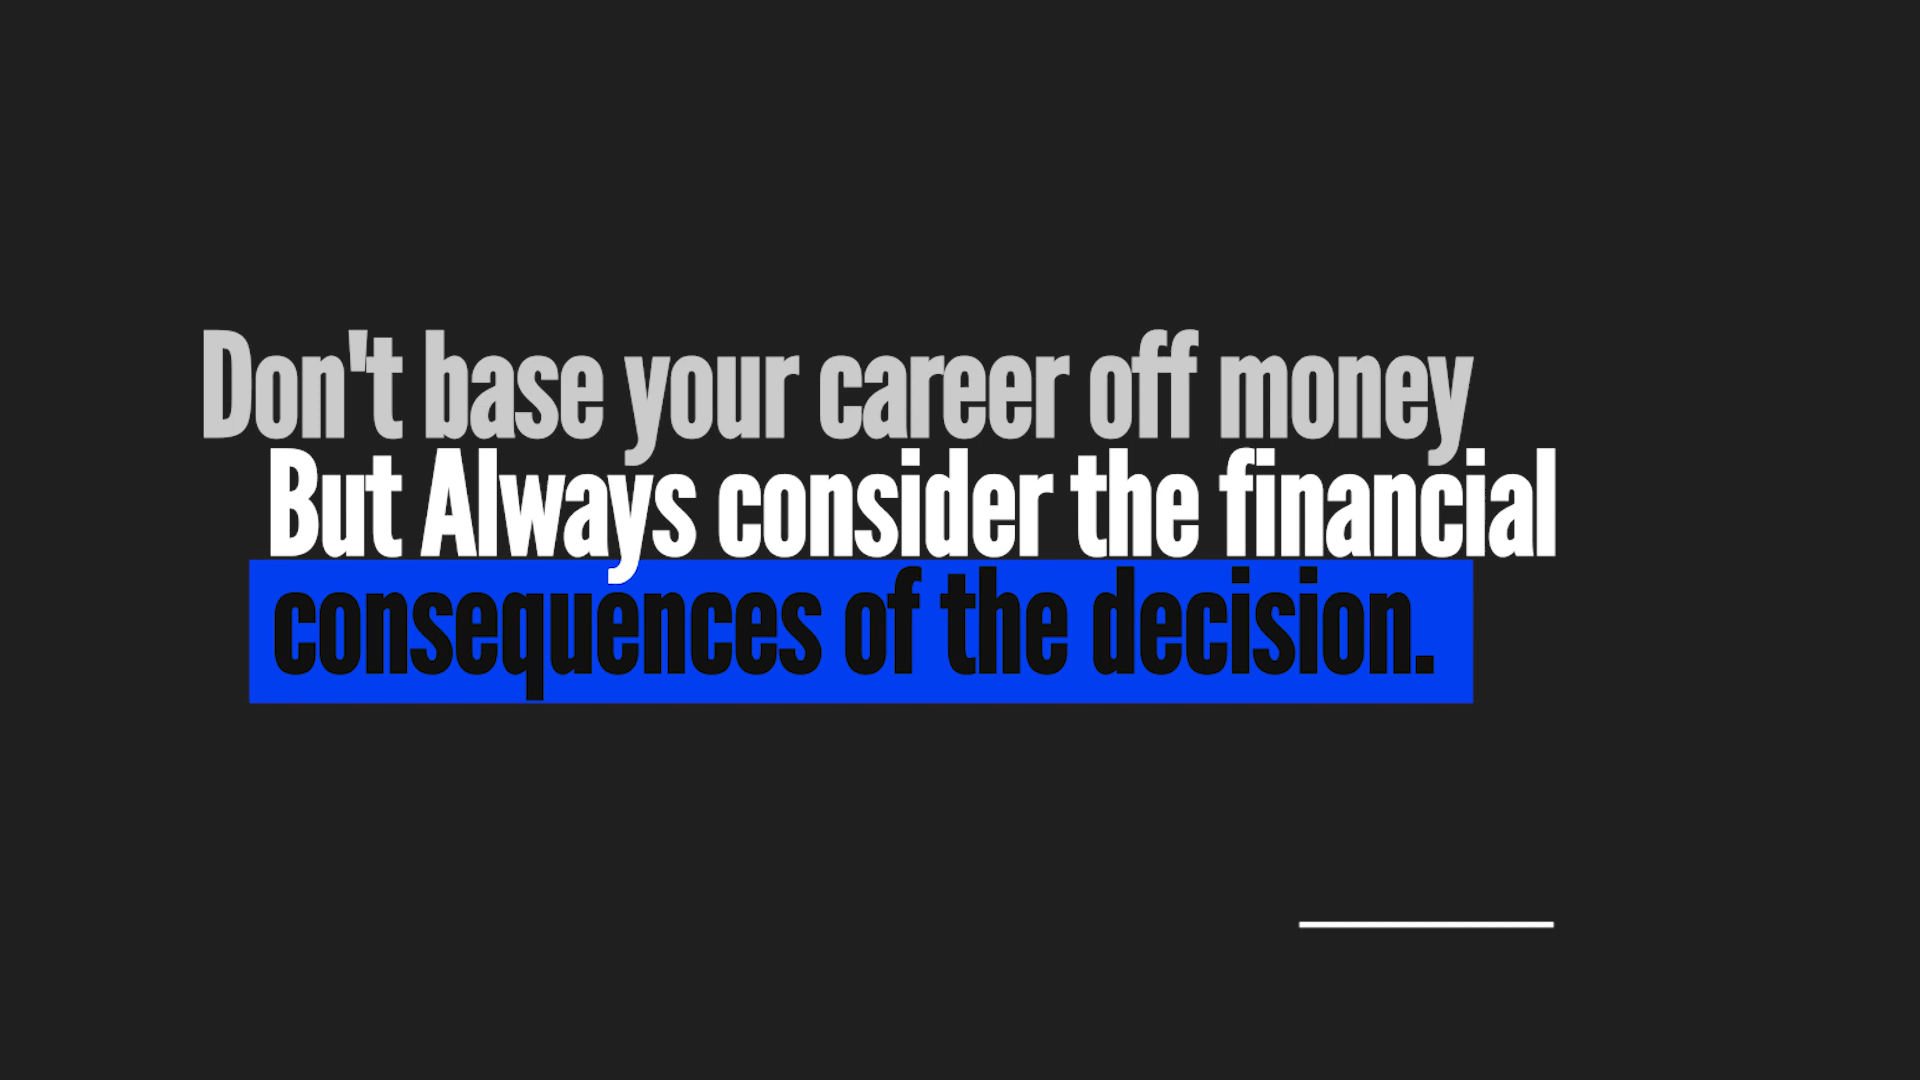 Don't base your career off money
But Always consider the financial
consequences of the decision.